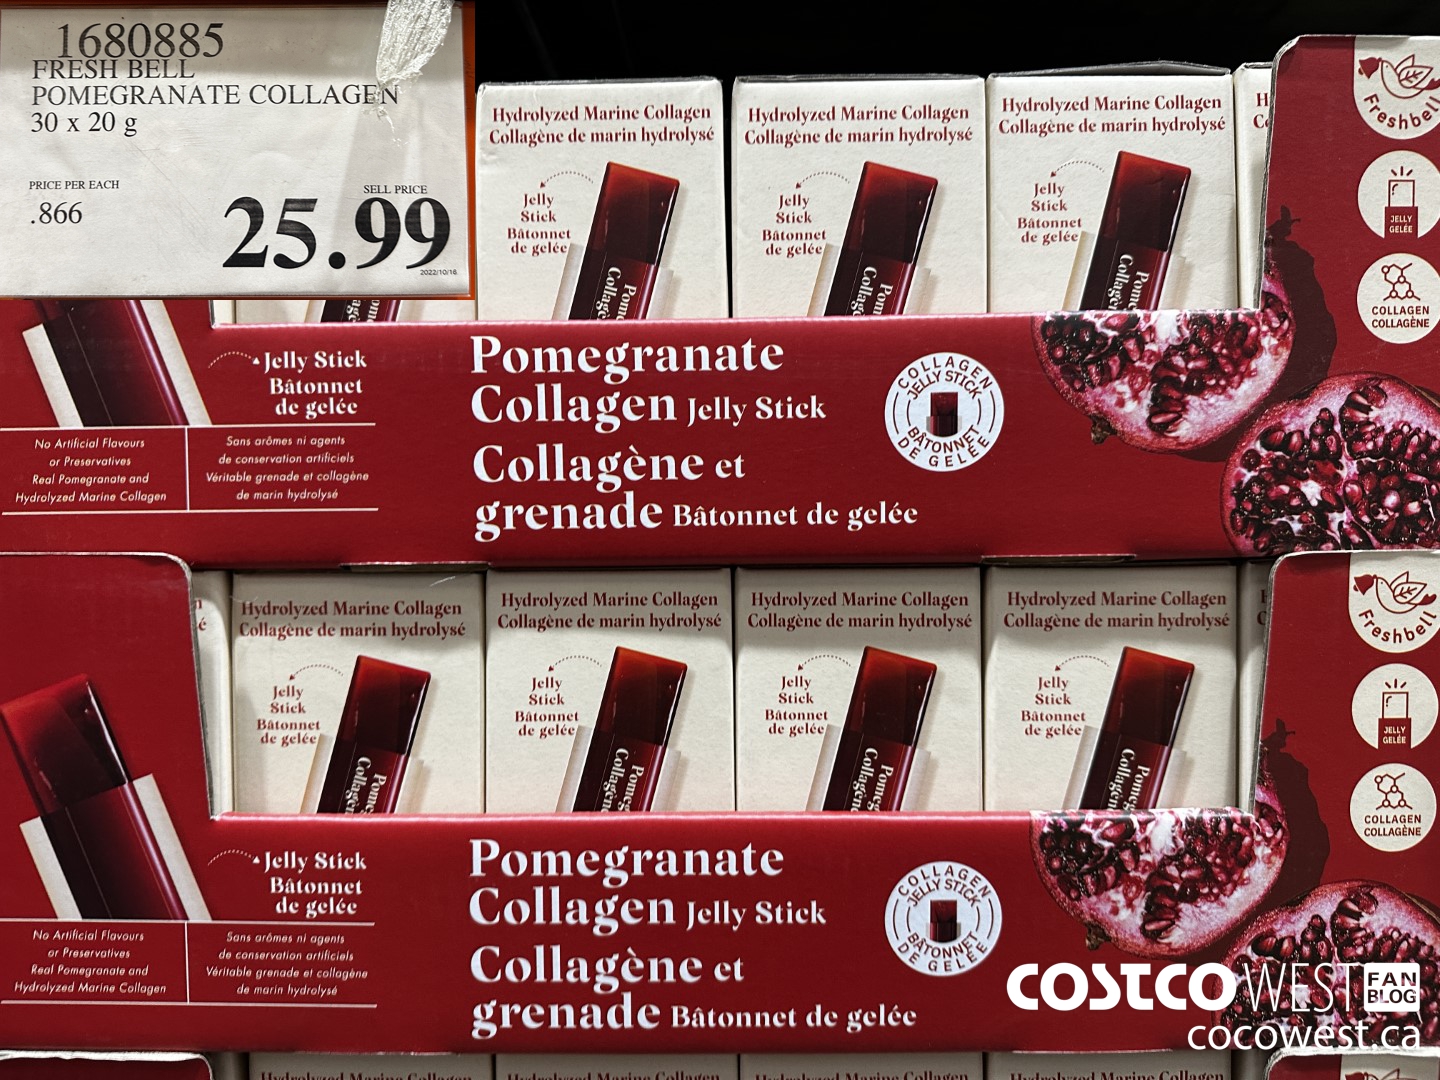 1680885
FRESH BELL
POMEGRANATE COLLAGEN
30 x 20 g
PRICE PER EACH
.866
SELL PRICE
25.99
2022/10/16
Hydrolyzed Marine Collagen
Collagène de marin hydrolysé
Jelly
Stick
Bâtonnet
de gelée
Hydrolyzed Marine Collagen
Collagène de marin hydrolysé
Jelly
Stick
Bâtonnet
de gelée
Hydrolyzed Marine Collagen
Collagène de marin hydrolysé
Jelly
Stick
Bâtonnet
de gelée
Freshbell
JELLY
GELÉE
COLLAGEN
COLLAGÈNE
Jelly Stick
Bâtonnet
de gelée
No Artificial Flavours
or Preservatives
Real Pomegranate and
Hydrolyzed Marine Collagen
Sans arômes ni agents
de conservation artificiels
Véritable grenade et collagène
de marin hydrolysé
Pomegranate
Collagen Jelly Stick
Collagène et
grenade Bâtonnet de gelée
COLLAGEN
JELLY STICK
BÂTONNET
DE GELÉE
Hydrolyzed Marine Collagen
Collagène de marin hydrolysé
Jelly
Stick
Bâtonnet
de gelée
Hydrolyzed Marine Collagen
Collagène de marin hydrolysé
Jelly
Stick
Bâtonnet
de gelée
Hydrolyzed Marine Collagen
Collagène de marin hydrolysé
Jelly
Stick
Bâtonnet
de gelée
Hydrolyzed Marine Collagen
Collagène de marin hydrolysé
Jelly
Stick
Bâtonnet
de gelée
Freshbell
JELLY
GELÉE
COLLAGEN
COLLAGÈNE
Jelly Stick
Bâtonnet
de gelée
No Artificial Flavours
or Preservatives
Real Pomegranate and
Hydrolyzed Marine Collagen
Sans arômes ni agents
de conservation artificiels
Véritable grenade et collagène
de marin hydrolysé
Pomegranate
Collagen Jelly Stick
Collagène et
grenade Bâtonnet de gelée
COLLAGEN
JELLY STICK
BÂTONNET
DE GELÉE
COSTCO WEST FAN BLOG
cocowest.ca